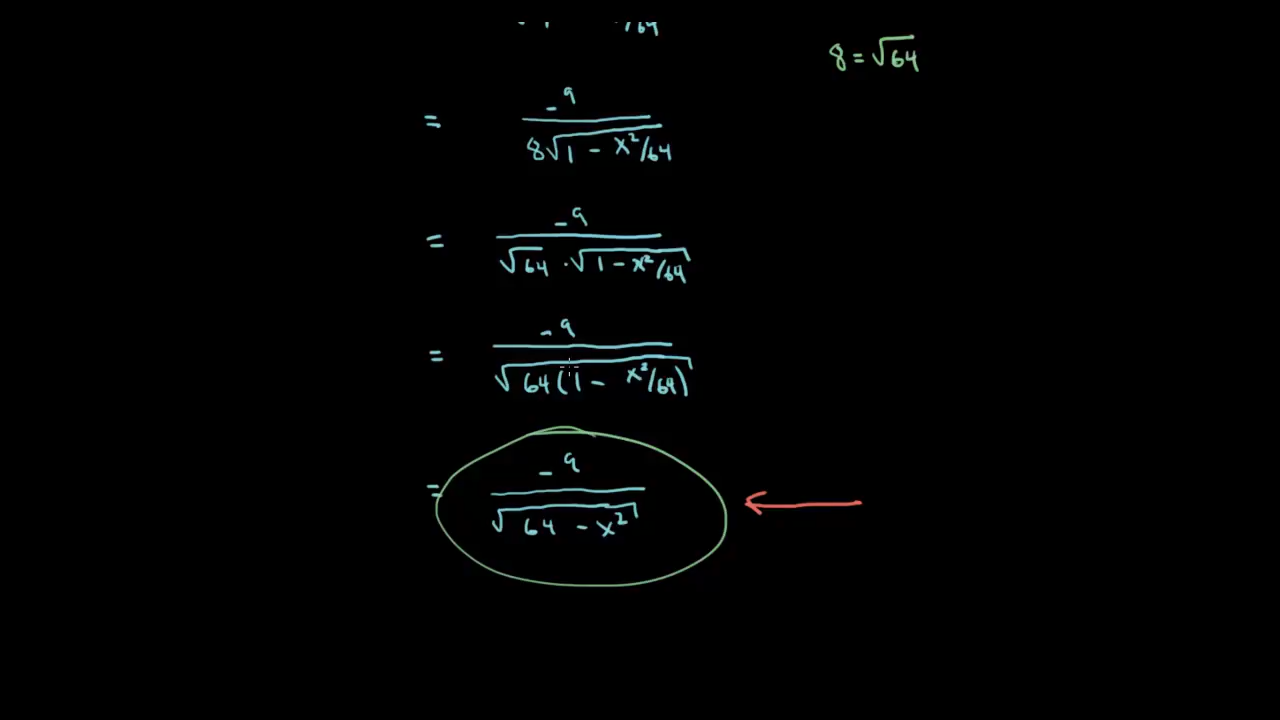 8 = √64
= -9 / 8√1 - x²/64
= -9 / √64 · √1 - x²/64
= -9 / √64(1 - x²/64)
= -9 / √64 - x²